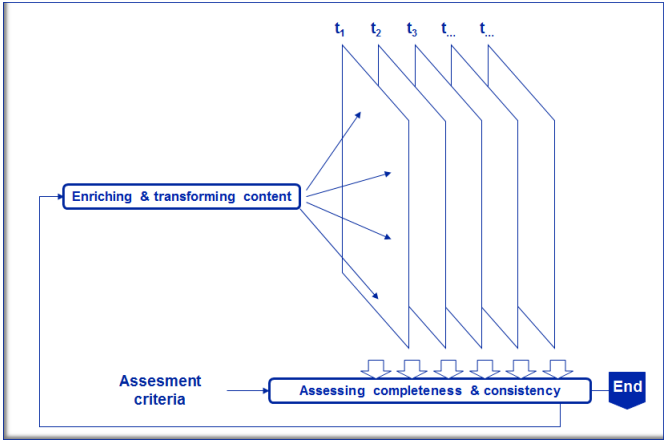 t1 t2 t3 t... t...
Enriching & transforming content
Assesment
criteria
Assessing completeness & consistency
End